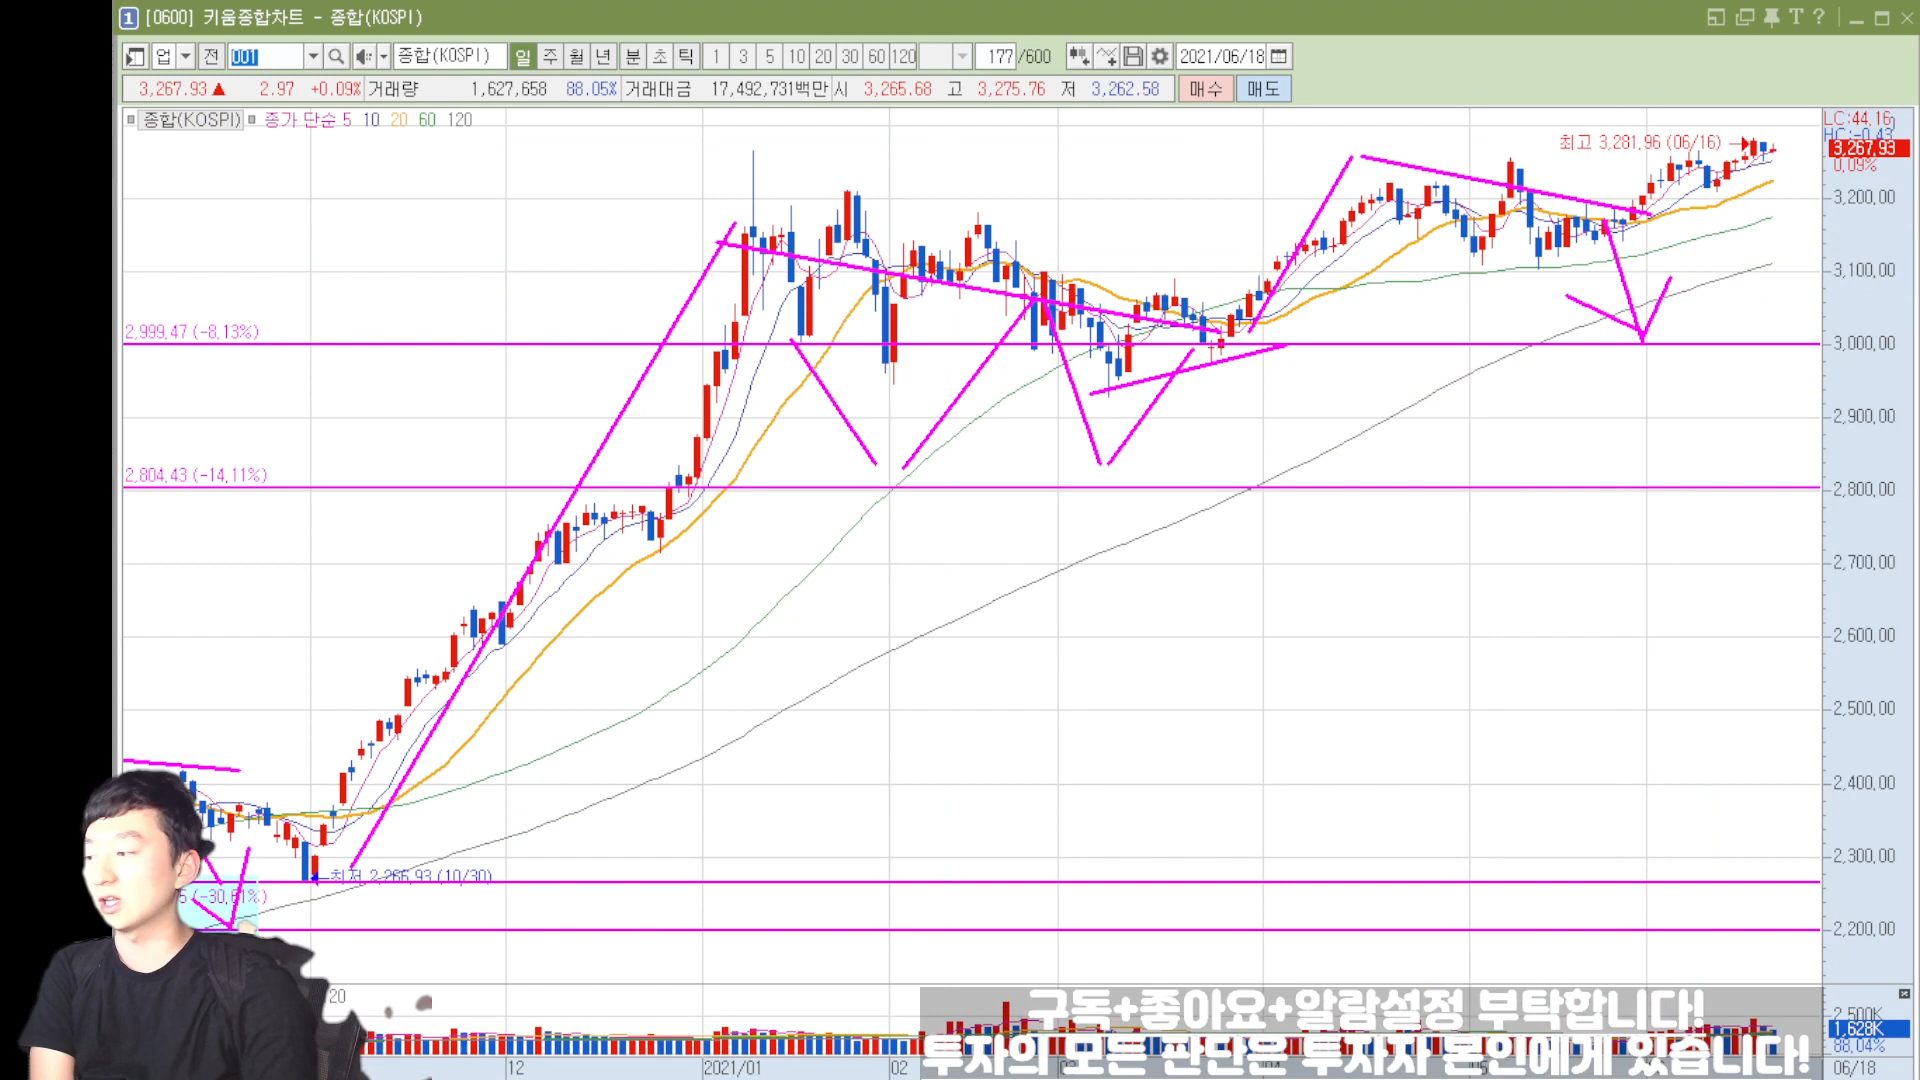 1 [0600] 키움종합차트 - 종합(KOSPI)
업 전 001 종합(KOSPI) 일 주 월 년 분 초 틱 1 3 5 10 20 30 60 120 177 /600 2021/06/18
3,267.93 ▲ 2.97 +0.09% 거래량 1,627,658 88.05% 거래대금 17,492,731백만 시 3,265.68 고 3,275.76 저 3,262.58 매수 매도
종합(KOSPI) 종가 단순 5 10 20 60 120
LC:44.16
HC:-0.43
최고 3,281.96 (06/16)
3,267.93
0.09%
3,200.00
3,100.00
2,999.47 (-8.13%)
3,000.00
2,900.00
2,804.43 (-14.11%)
2,800.00
2,700.00
2,600.00
2,500.00
2,400.00
2,300.00
최저 2,266.93 (10/30)
5 (-30.61%)
2,200.00
20
구독+좋아요+알람설정 부탁합니다!
2,500K
1,628K
88.04%
투자의 모든 판단은 투자자 본인에게 있습니다!
12 2021/01 02 06/18